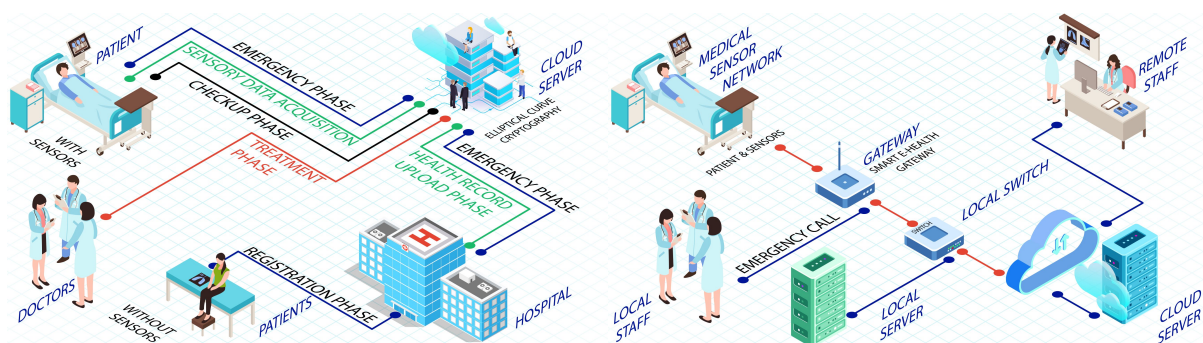 PATIENT
WITH
SENSORS
EMERGENCY PHASE
SENSORY DATA ACQUISITION
CHECKUP PHASE
TREATMENT
PHASE
CLOUD
SERVER
ELLIPTICAL CURVE
CRYPTOGRAPHY
EMERGENCY PHASE
HEALTH RECORD
UPLOAD PHASE
DOCTORS
WITHOUT
SENSORS
PATIENTS
REGISTRATION PHASE
H
HOSPITAL
MEDICAL
SENSOR
NETWORK
PATIENT & SENSORS
GATEWAY
SMART E-HEALTH
GATEWAY
REMOTE
STAFF
LOCAL SWITCH
SWITCH
EMERGENCY CALL
LOCAL
STAFF
LOCAL
SERVER
CLOUD
SERVER